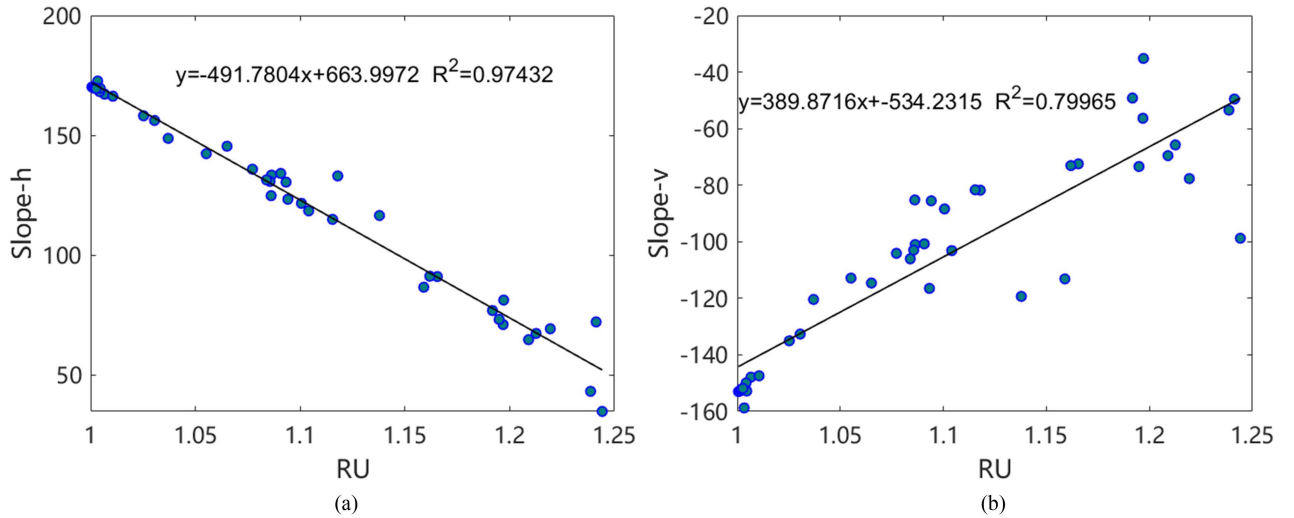 200
150
100
50
Slope-h
y=-491.7804x+663.9972 R²=0.97432
1 1.05 1.1 1.15 1.2 1.25
RU
(a)
-20
-40
-60
-80
-100
-120
-140
-160
Slope-v
y=389.8716x+-534.2315 R²=0.79965
1 1.05 1.1 1.15 1.2 1.25
RU
(b)